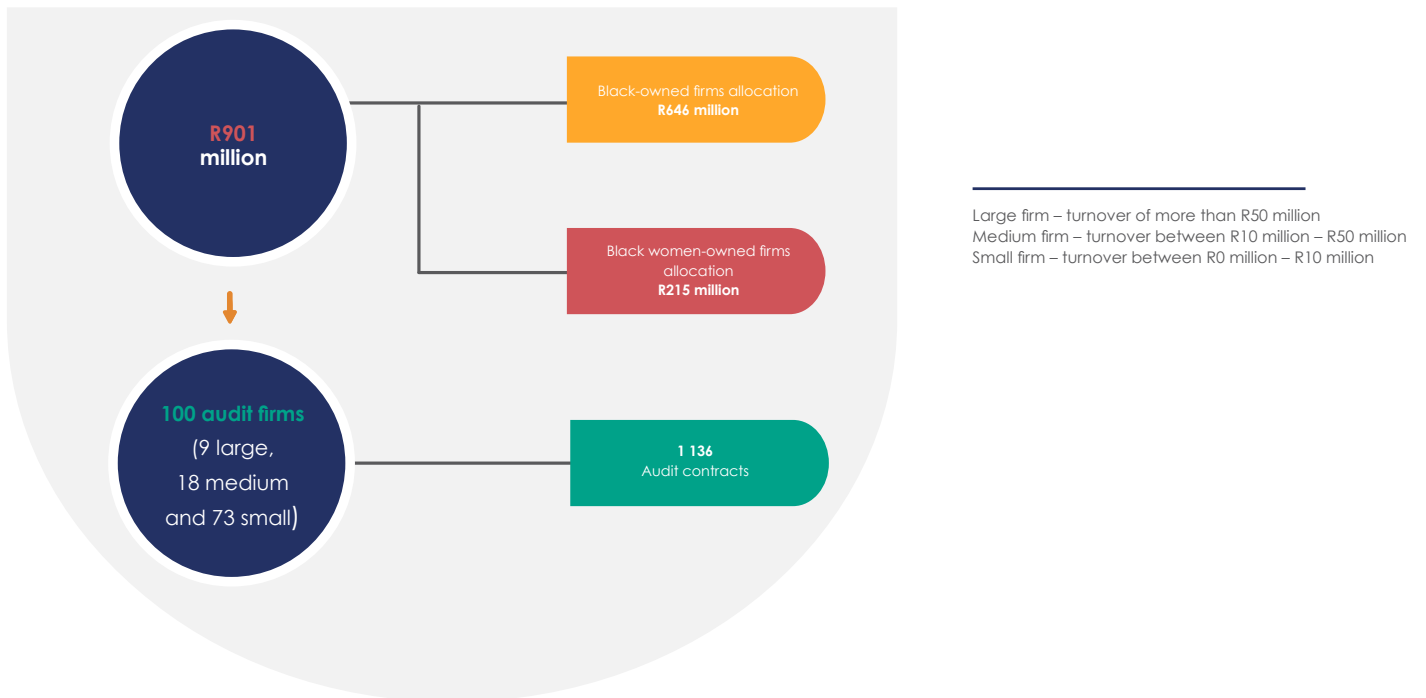 R901
million
Black-owned firms allocation
R646 million
Black women-owned firms
allocation
R215 million
100 audit firms
(9 large,
18 medium
and 73 small)
1 136
Audit contracts
Large firm – turnover of more than R50 million
Medium firm – turnover between R10 million – R50 million
Small firm – turnover between R0 million – R10 million